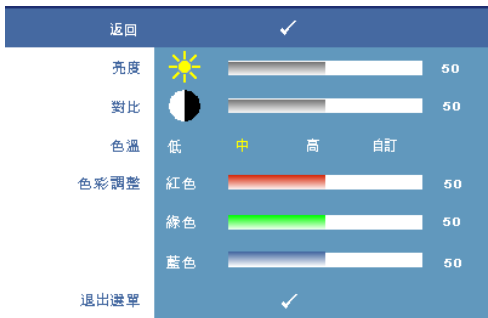 返回
亮度 50
對比 50
色溫 低 中 高 自訂
色彩調整 紅色 50
綠色 50
藍色 50
退出選單